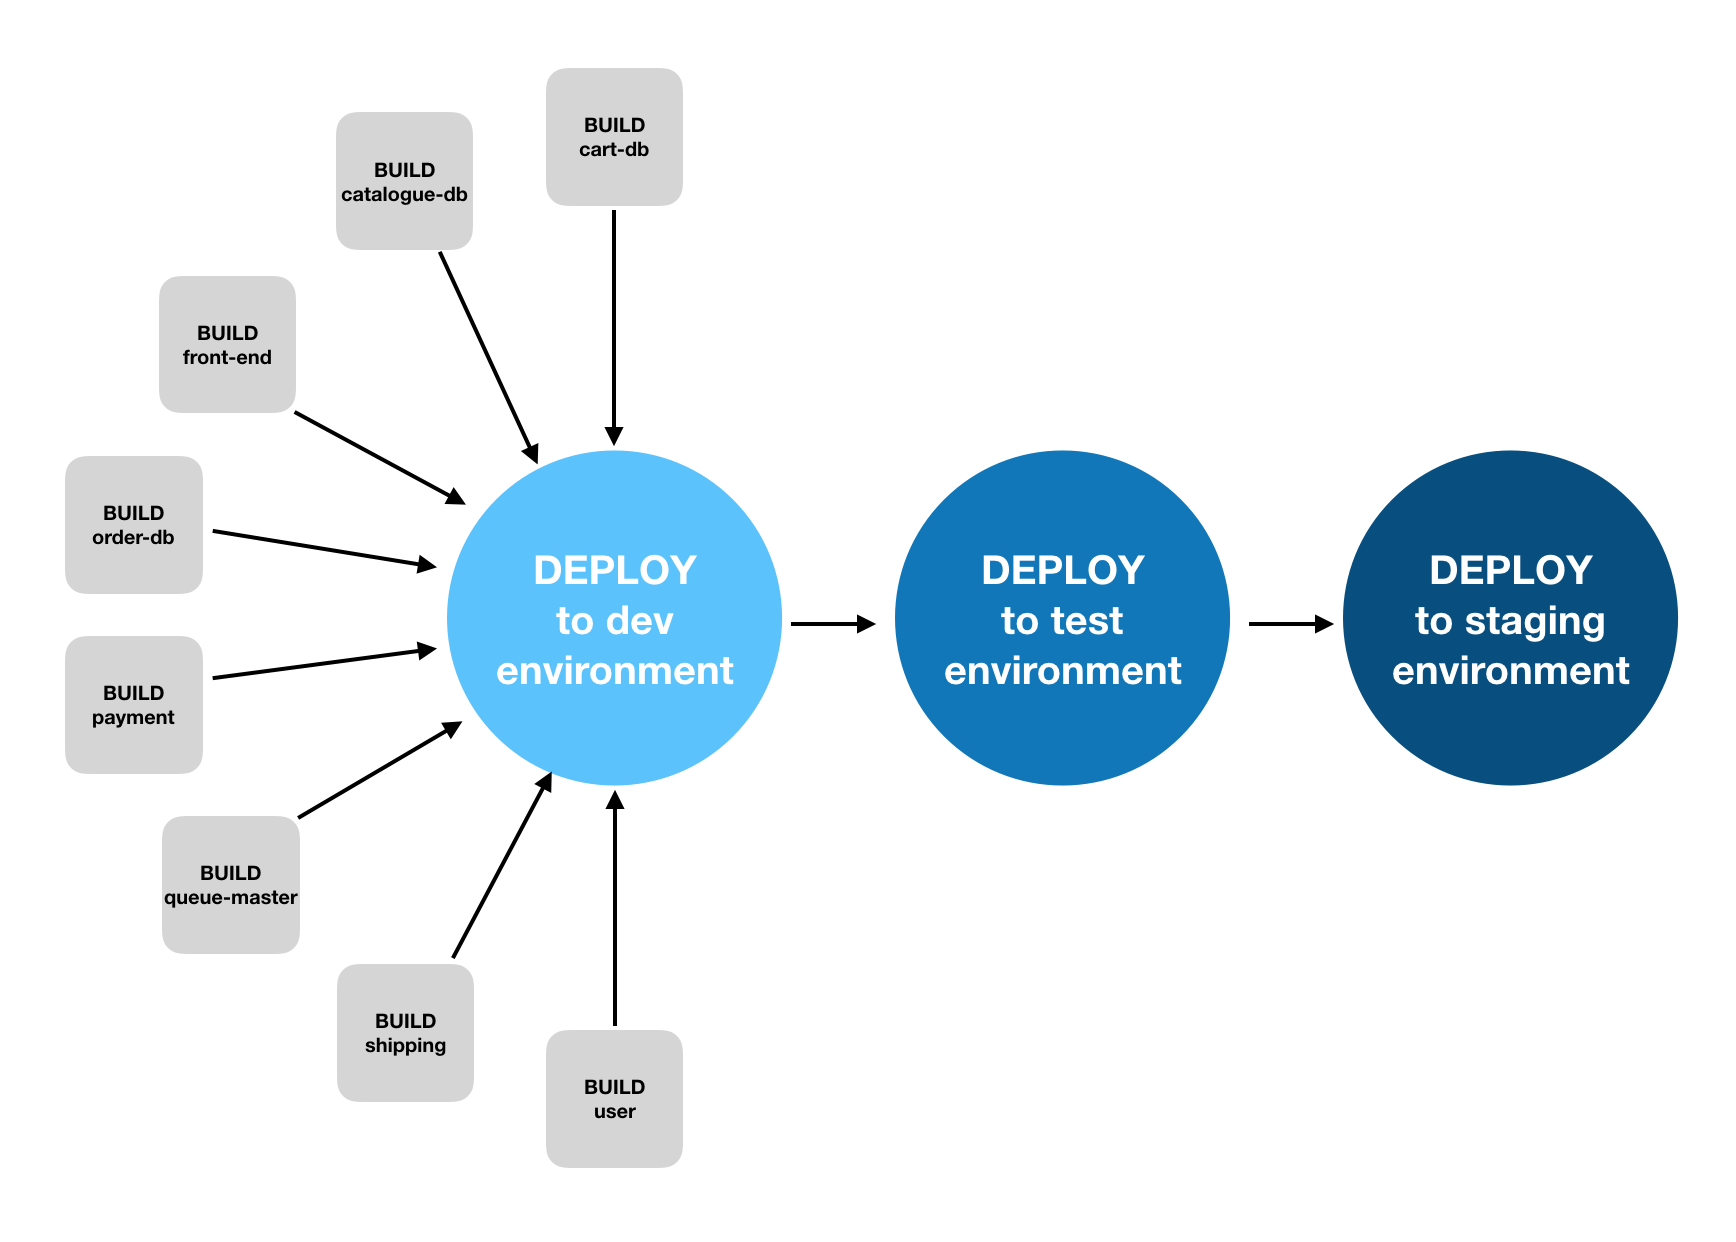 BUILD
cart-db
BUILD
catalogue-db
BUILD
front-end
BUILD
order-db
BUILD
payment
BUILD
queue-master
BUILD
shipping
BUILD
user
DEPLOY
to dev
environment
DEPLOY
to test
environment
DEPLOY
to staging
environment